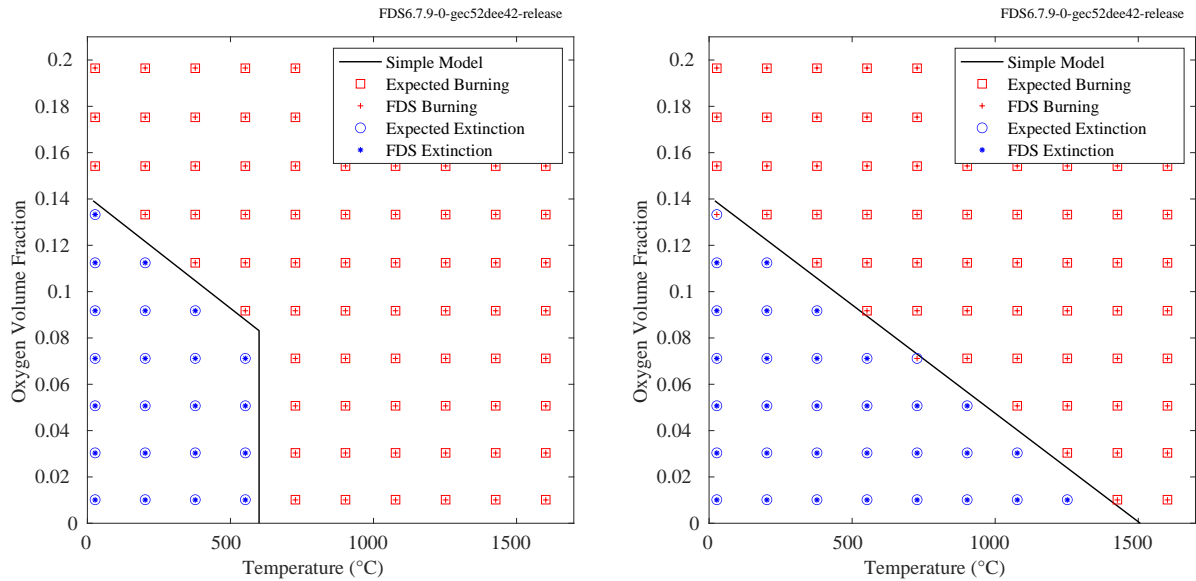 FDS6.7.9-0-gec52dee42-release
0.2
0.18
0.16
0.14
0.12
0.1
0.08
0.06
0.04
0.02
0
Oxygen Volume Fraction
Simple Model
Expected Burning
FDS Burning
Expected Extinction
FDS Extinction
0
500
1000
1500
Temperature (°C)
FDS6.7.9-0-gec52dee42-release
0.2
0.18
0.16
0.14
0.12
0.1
0.08
0.06
0.04
0.02
0
Oxygen Volume Fraction
Simple Model
Expected Burning
FDS Burning
Expected Extinction
FDS Extinction
0
500
1000
1500
Temperature (°C)